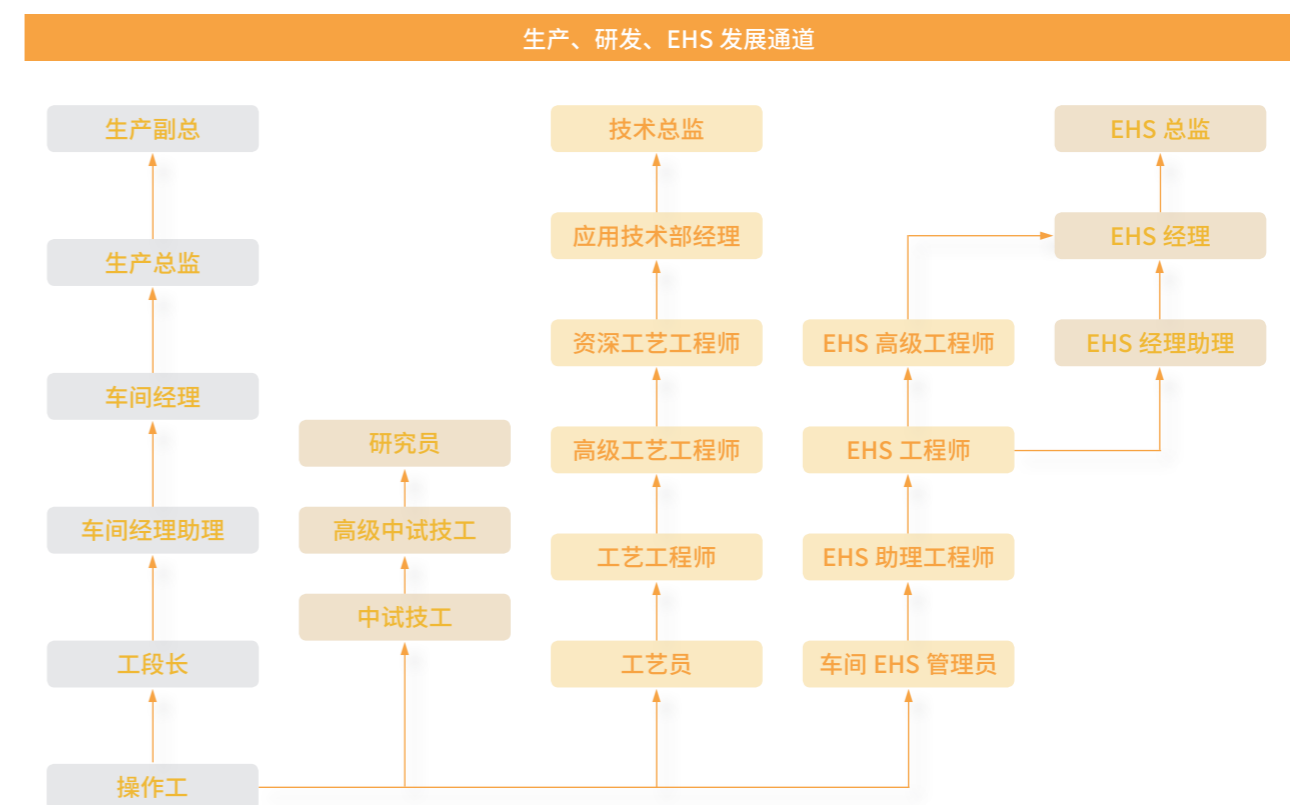 生产、研发、EHS 发展通道
生产副总
技术总监
EHS 总监
应用技术部经理
EHS 经理
生产总监
资深工艺工程师
EHS 高级工程师
EHS 经理助理
车间经理
研究员
高级工艺工程师
EHS 工程师
车间经理助理
高级中试技工
工艺工程师
EHS 助理工程师
中试技工
工段长
工艺员
车间 EHS 管理员
操作工